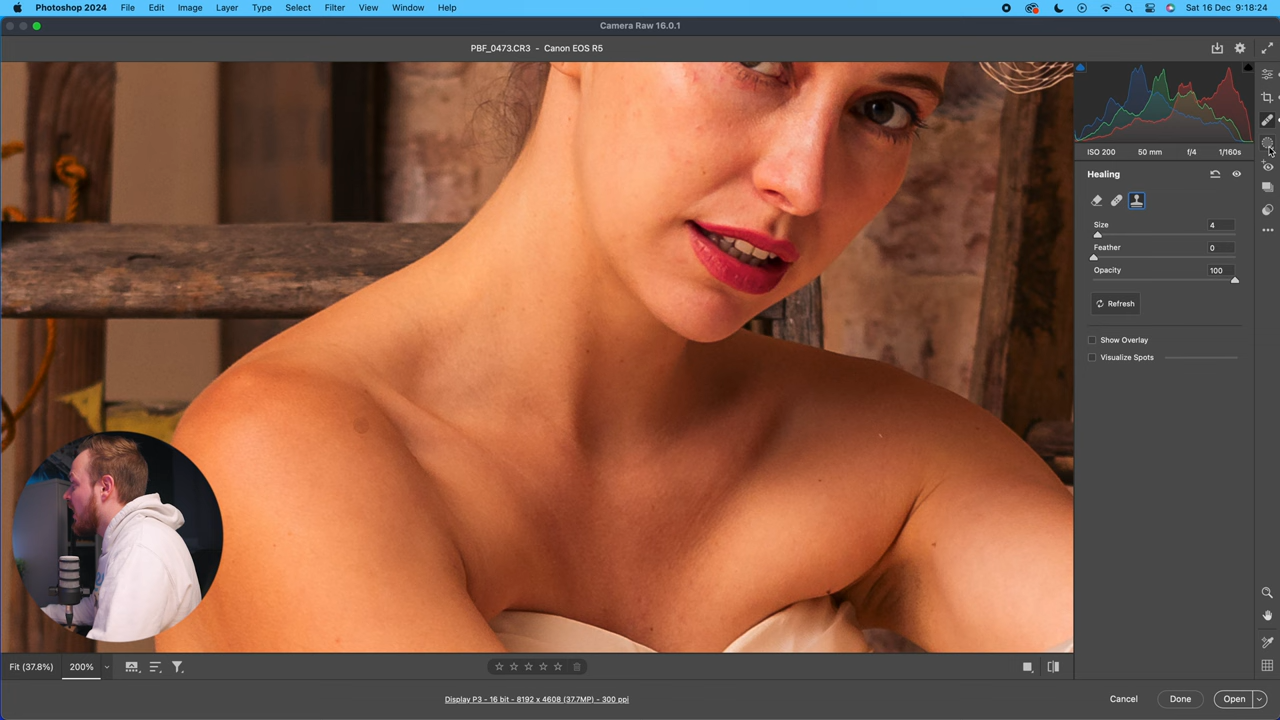 Photoshop 2024 File Edit Image Layer Type Select Filter View Window Help Sat 16 Dec 9:18:24
Camera Raw 16.0.1
PBF_0473.CR3 - Canon EOS R5
ISO 200 50 mm f/4 1/160s
Healing
Size 4
Feather 0
Opacity 100
Refresh
Show Overlay
Visualize Spots
Fit (37.8%) 200%
Display P3 - 16 bit - 8192 x 4608 (37.7MP) - 300 ppi
Cancel Done Open